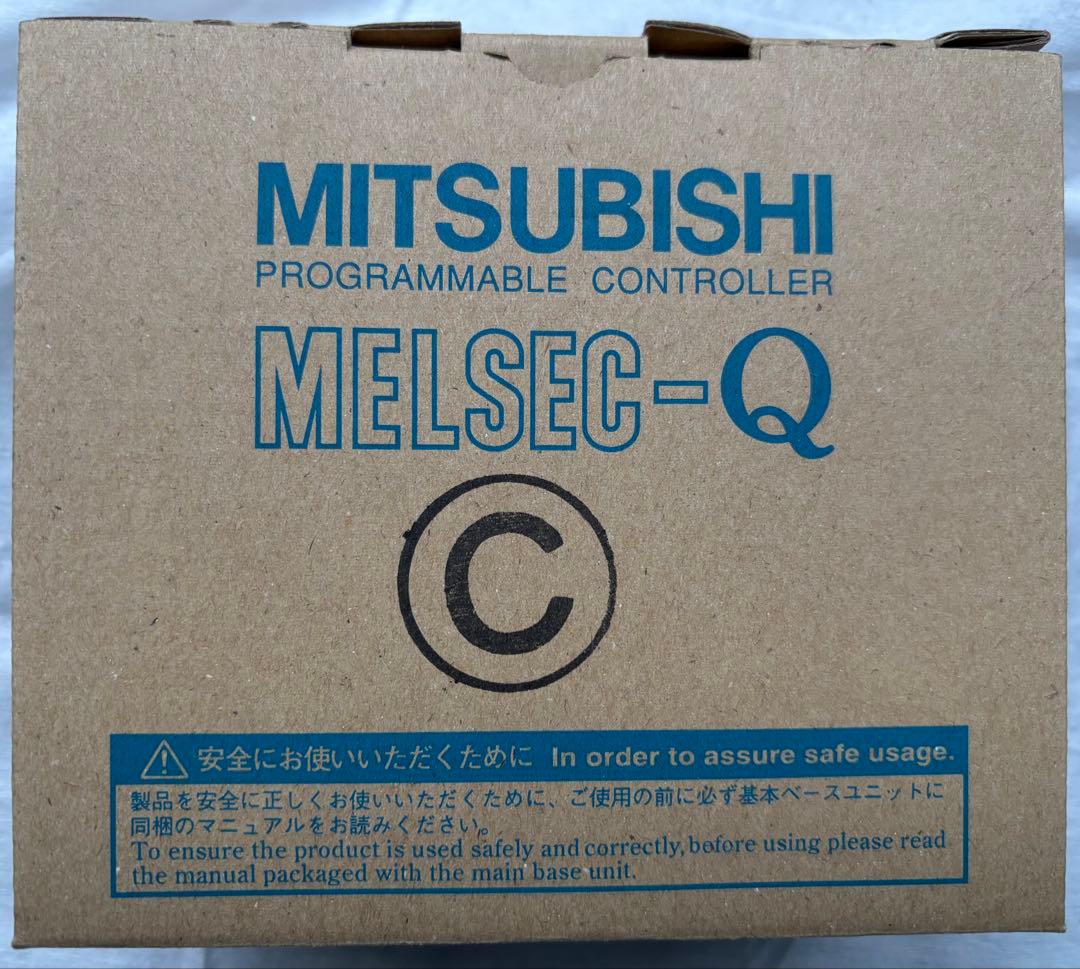 MITSUBISHI
PROGRAMMABLE CONTROLLER
MELSEC-Q
C
安全にお使いいただくために In order to assure safe usage.
製品を安全に正しくお使いいただくために、ご使用の前に必ず基本ベースユニットに
同梱のマニュアルをお読みください。
To ensure the product is used safely and correctly, before using please read
the manual packaged with the main base unit.